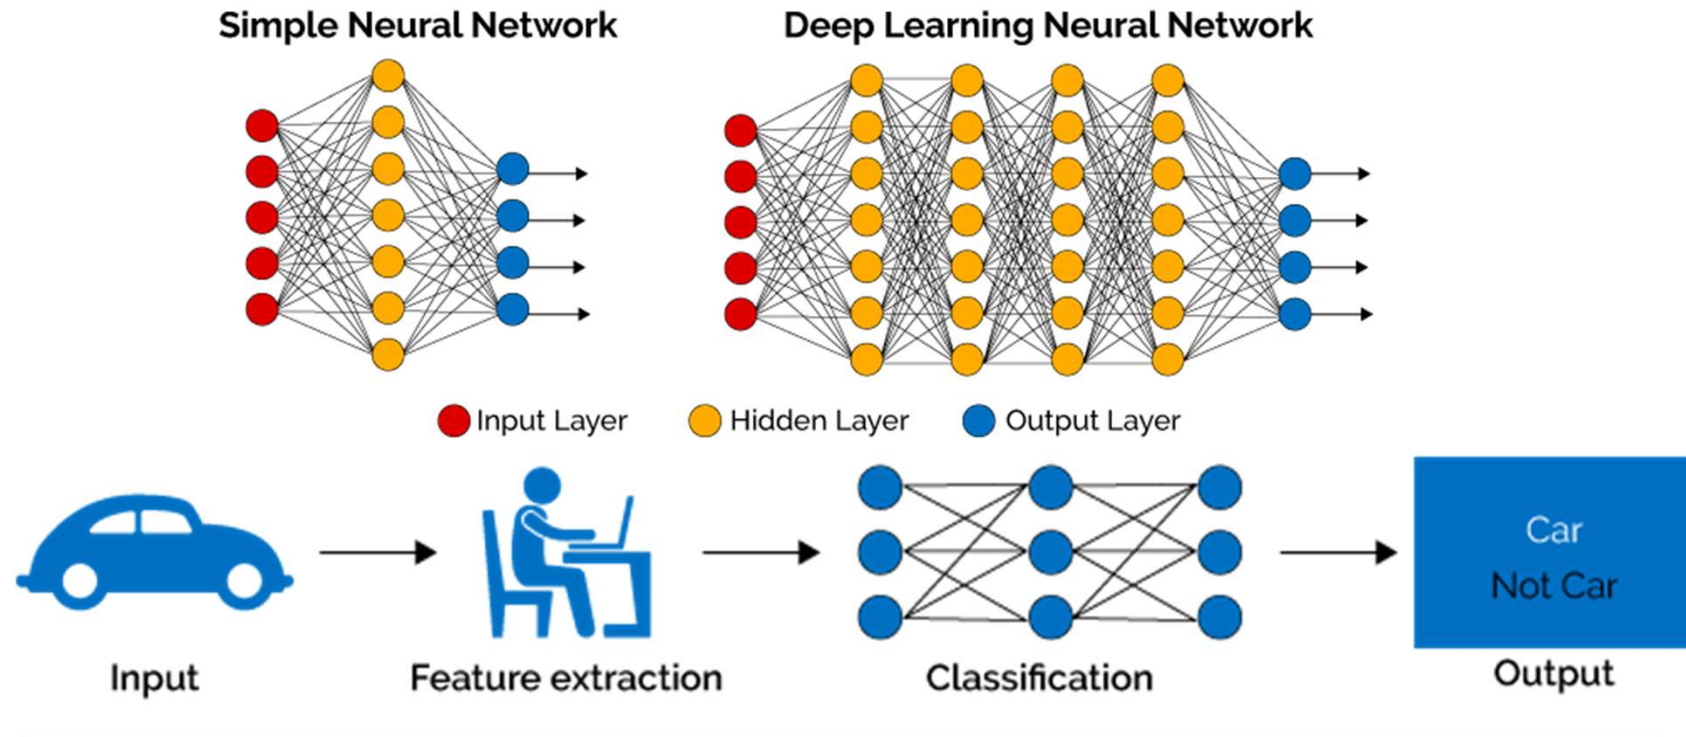 Simple Neural Network
Deep Learning Neural Network
Input Layer
Hidden Layer
Output Layer
Car
Not Car
Input
Feature extraction
Classification
Output